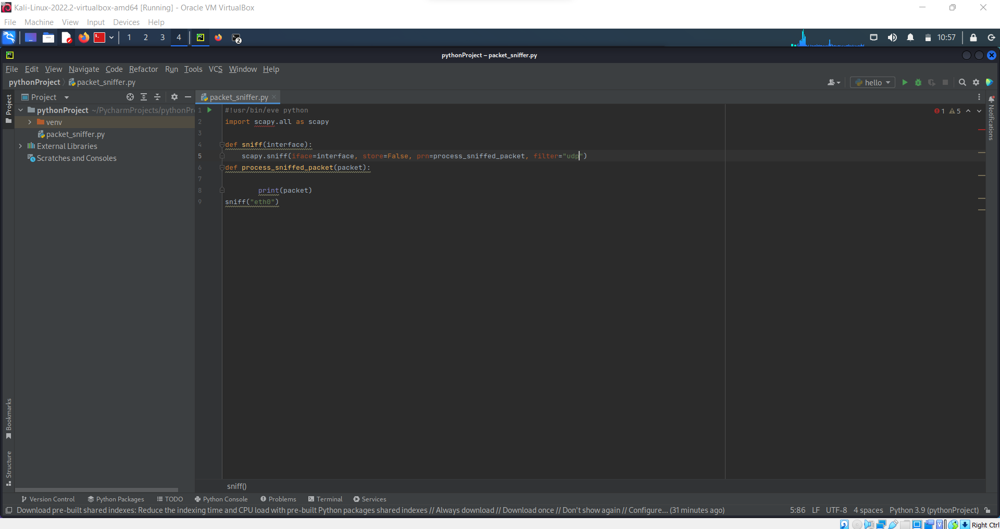 Kali-Linux-2022.2-virtualbox-amd64 [Running] - Oracle VM VirtualBox
File Machine View Input Devices Help
1 2 3 4 2 10:57
pythonProject – packet_sniffer.py
File Edit View Navigate Code Refactor Run Tools VCS Window Help
pythonProject packet_sniffer.py hello
Project packet_sniffer.py
Project
pythonProject ~/PycharmProjects/pythonPr
venv
packet_sniffer.py
External Libraries
Scratches and Consoles
1 #!usr/bin/eve python
2 import scapy.all as scapy
3
4 def sniff(interface):
5 scapy.sniff(iface=interface, store=False, prn=process_sniffed_packet, filter="udp")
6 def process_sniffed_packet(packet):
7
8 print(packet)
9 sniff("eth0")
1 5
Notifications
Bookmarks
Structure
sniff()
Version Control Python Packages TODO Python Console Problems Terminal Services
Download pre-built shared indexes: Reduce the indexing time and CPU load with pre-built Python packages shared indexes // Always download // Download once // Don't show again // Configure... (31 minutes ago) 5:86 LF UTF-8 4 spaces Python 3.9 (pythonProject)
Right Ctrl